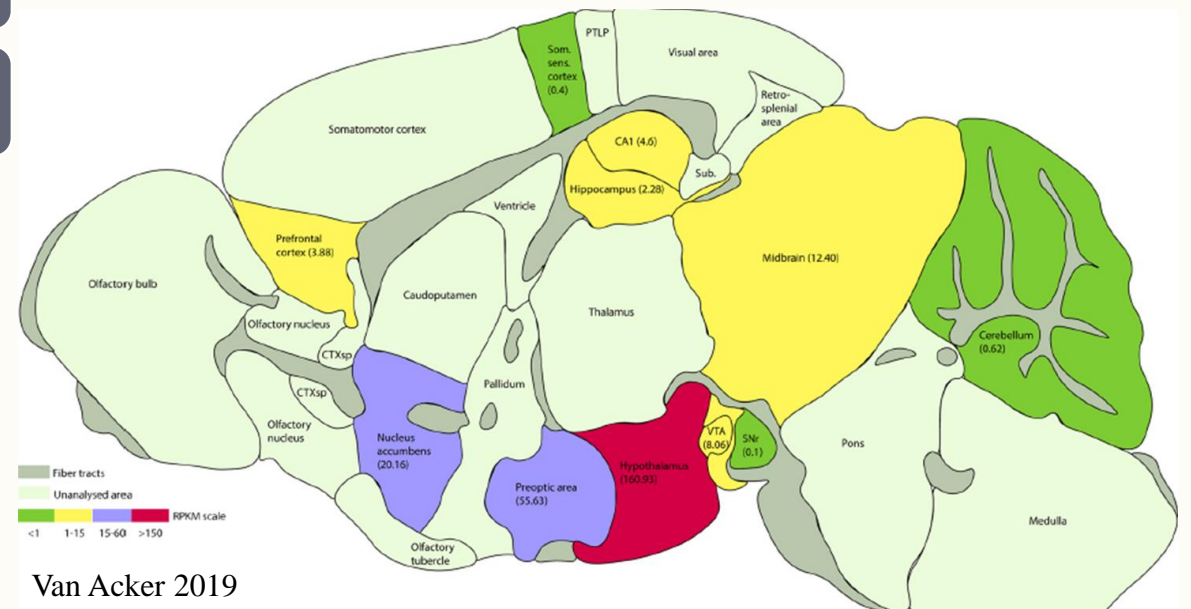 Som.
sens.
cortex
(0.4)
PTLP
Visual area
Retro-
splenial
area
Somatomotor cortex
CA1 (4.6)
Sub.
Hippocampus (2.28)
Ventricle
Prefrontal
cortex (3.88)
Midbrain (12.40)
Olfactory bulb
Caudoputamen
Thalamus
Olfactory nucleus
CTXsp
Cerebellum
(0.62)
CTXsp
Pallidum
Olfactory
nucleus
Nucleus
accumbens
(20.16)
VTA
(8.06)
SNr
(0.1)
Pons
Hypothalamus
(160.93)
Preoptic area
(55.63)
Medulla
Olfactory
tubercle
Fiber tracts
Unanalysed area
RPKM scale
<1 1-15 15-60 >150
Van Acker 2019